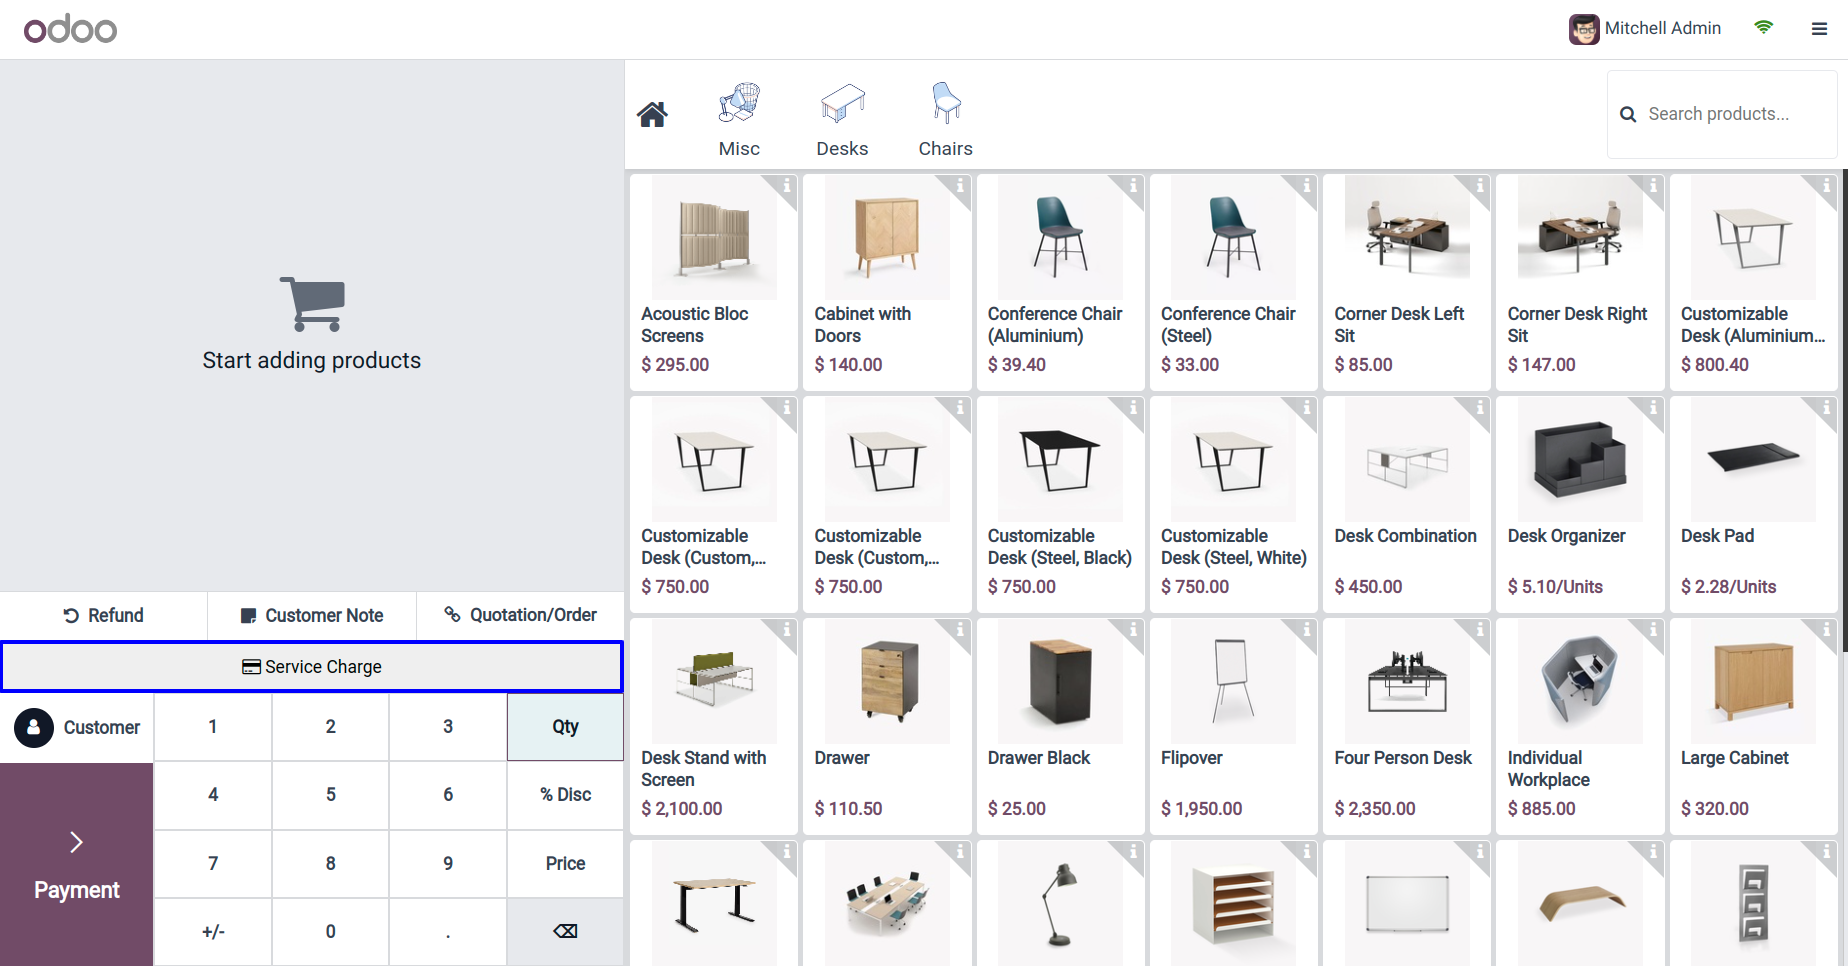 odoo
Mitchell Admin
Misc
Desks
Chairs
Search products...
Start adding products
Refund
Customer Note
Quotation/Order
Service Charge
Customer
1
2
3
Qty
4
5
6
% Disc
7
8
9
Price
+/-
0
.
Payment
Acoustic Bloc
Screens
$ 295.00
Cabinet with
Doors
$ 140.00
Conference Chair
(Aluminium)
$ 39.40
Conference Chair
(Steel)
$ 33.00
Corner Desk Left
Sit
$ 85.00
Corner Desk Right
Sit
$ 147.00
Customizable
Desk (Aluminium...
$ 800.40
Customizable
Desk (Custom,...
$ 750.00
Customizable
Desk (Custom,...
$ 750.00
Customizable
Desk (Steel, Black)
$ 750.00
Customizable
Desk (Steel, White)
$ 750.00
Desk Combination
$ 450.00
Desk Organizer
$ 5.10/Units
Desk Pad
$ 2.28/Units
Desk Stand with
Screen
$ 2,100.00
Drawer
$ 110.50
Drawer Black
$ 25.00
Flipover
$ 1,950.00
Four Person Desk
$ 2,350.00
Individual
Workplace
$ 885.00
Large Cabinet
$ 320.00